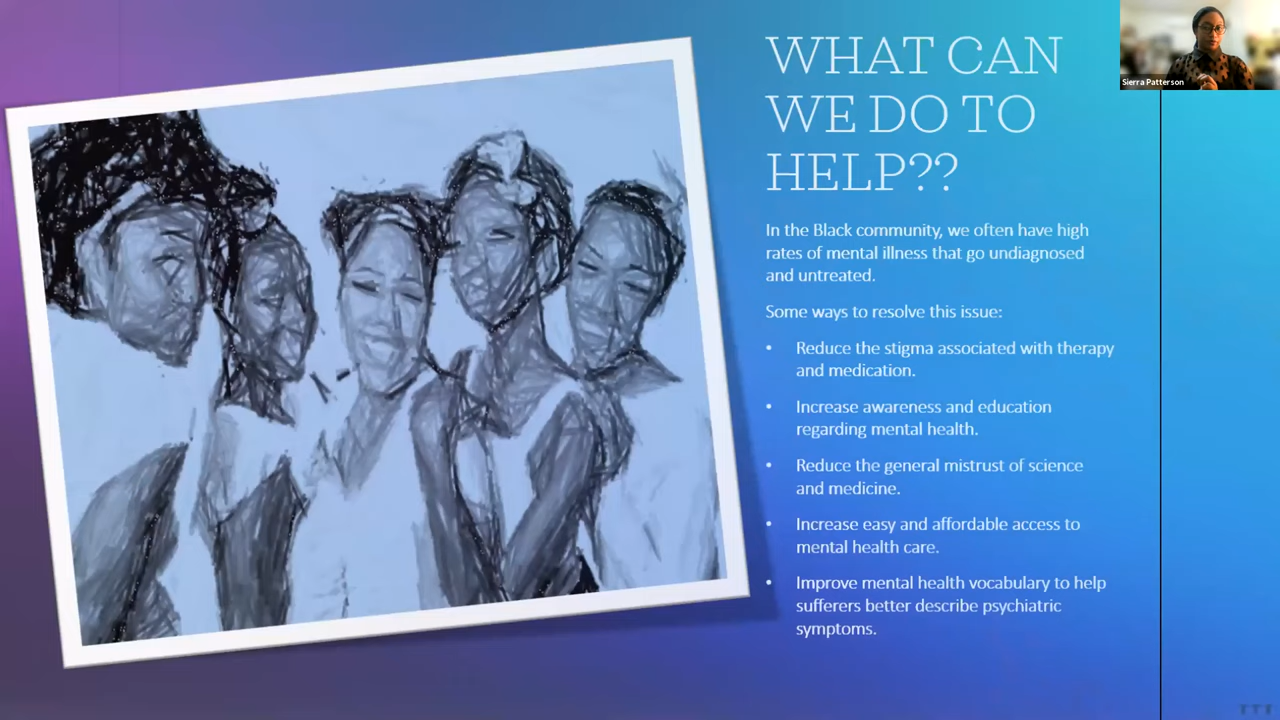 WHAT CAN
WE DO TO
HELP??
Sierra Patterson
In the Black community, we often have high
rates of mental illness that go undiagnosed
and untreated.
Some ways to resolve this issue:
• Reduce the stigma associated with therapy
and medication.
• Increase awareness and education
regarding mental health.
• Reduce the general mistrust of science
and medicine.
• Increase easy and affordable access to
mental health care.
• Improve mental health vocabulary to help
sufferers better describe psychiatric
symptoms.